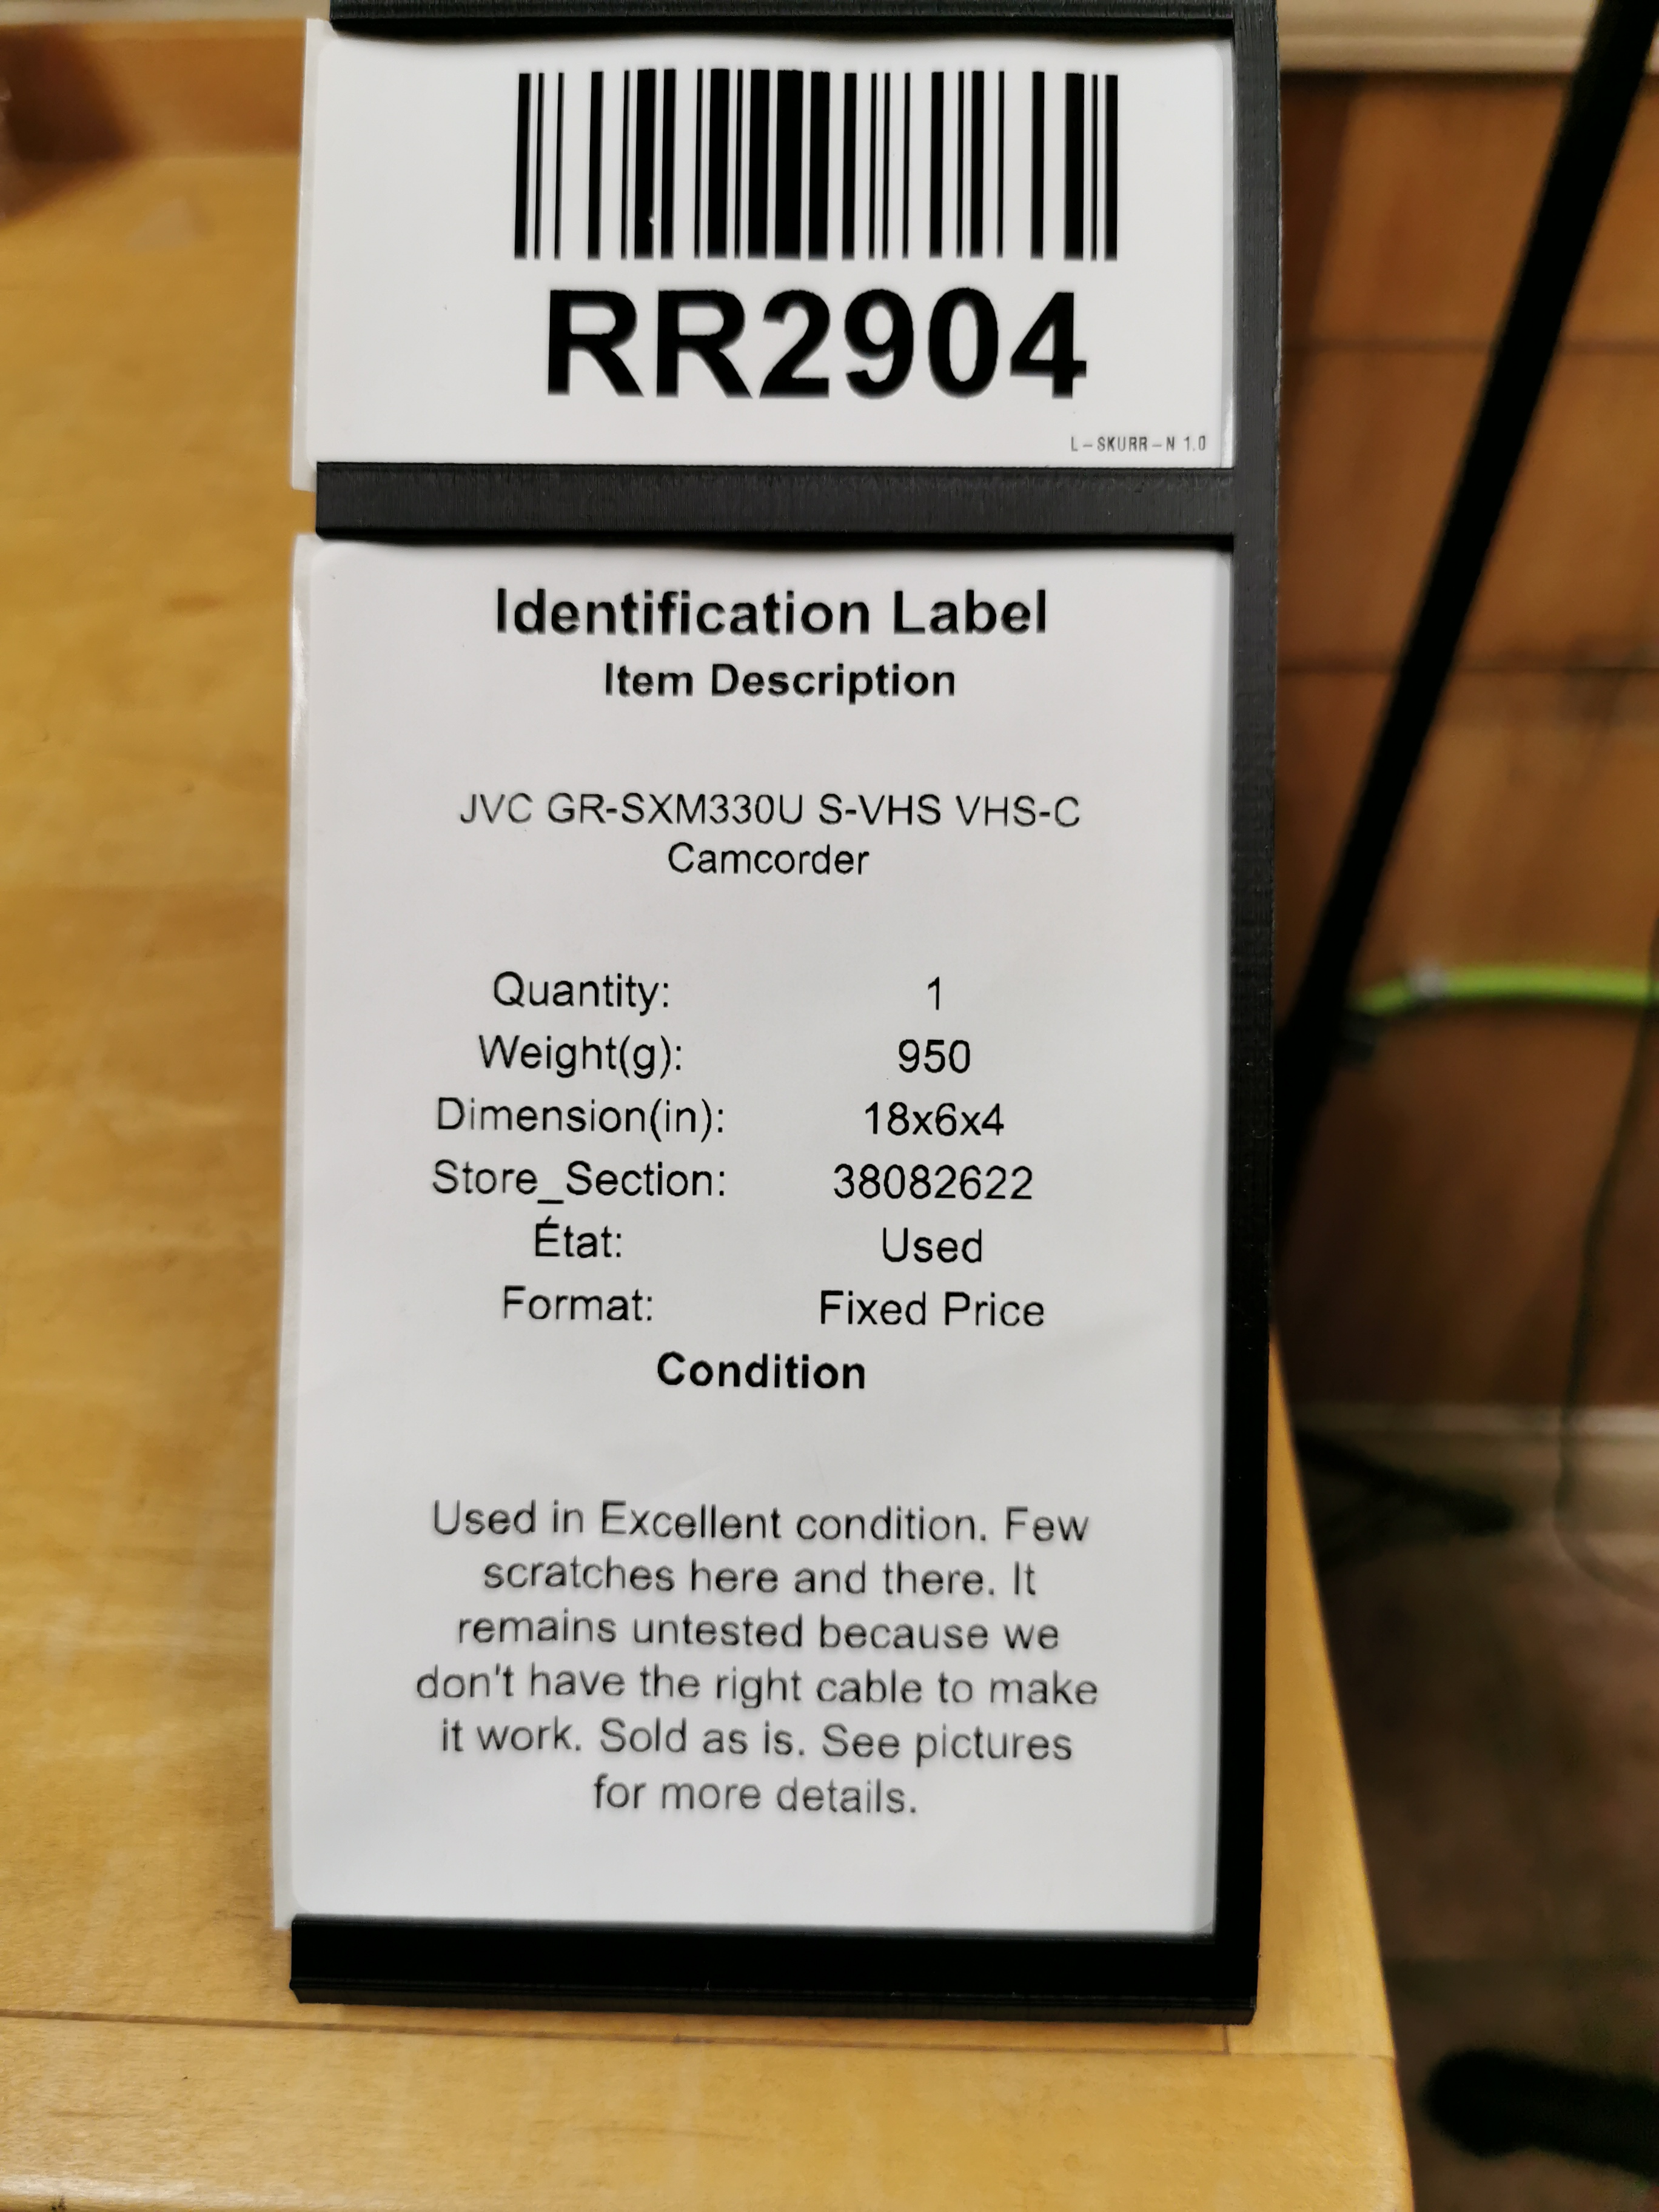 RR2904
L-SKURR-N 1.0
Identification Label
Item Description
JVC GR-SXM330U S-VHS VHS-C
Camcorder
Quantity: 1
Weight(g): 950
Dimension(in): 18x6x4
Store_Section: 38082622
État: Used
Format: Fixed Price
Condition
Used in Excellent condition. Few
scratches here and there. It
remains untested because we
don't have the right cable to make
it work. Sold as is. See pictures
for more details.